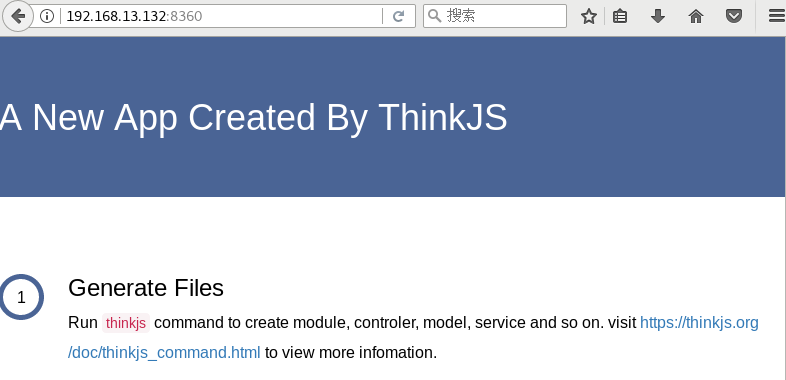 192.168.13.132:8360
搜索
A New App Created By ThinkJS
1
Generate Files
Run thinkjs command to create module, controler, model, service and so on. visit https://thinkjs.org
/doc/thinkjs_command.html to view more infomation.